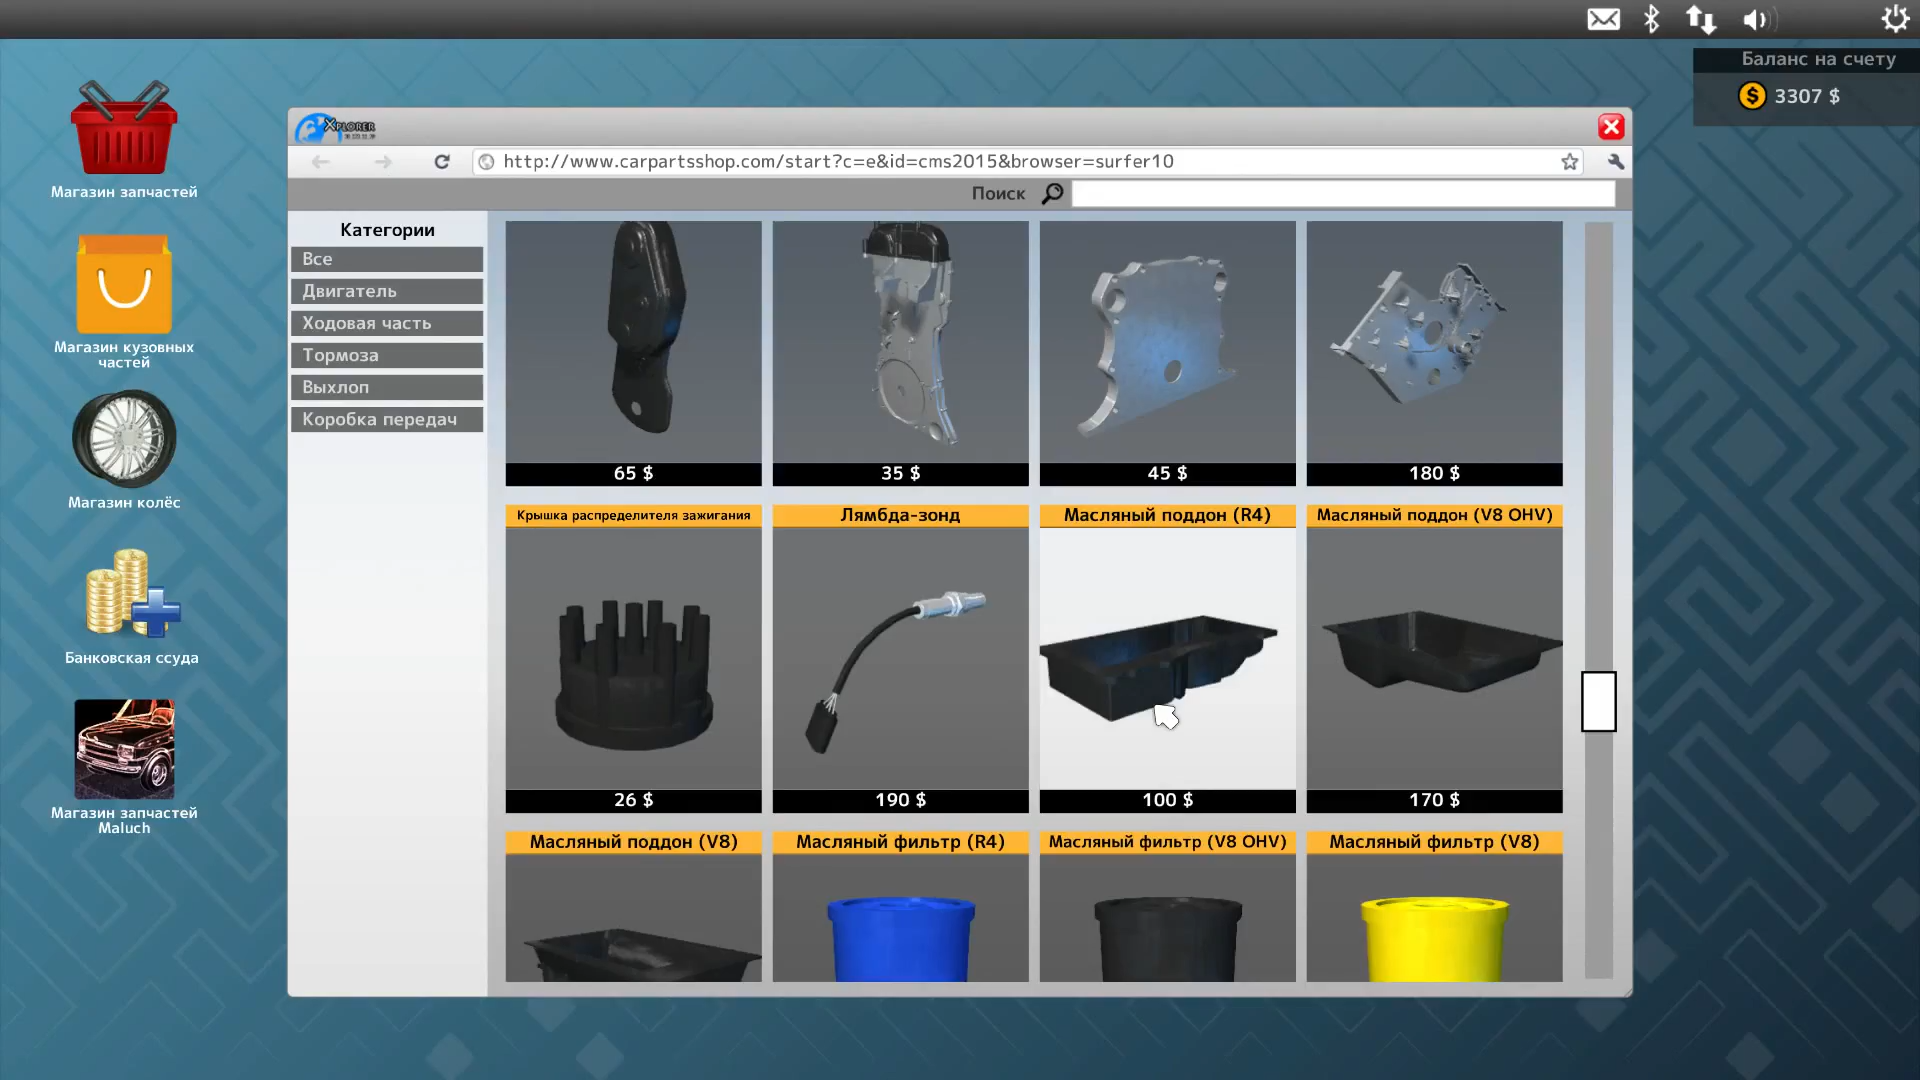 Баланс на счету
3307 $
Магазин запчастей
Магазин кузовных
частей
Магазин колёс
Банковская ссуда
Магазин запчастей
Maluch
XPLORER
http://www.carpartsshop.com/start?c=e&id=cms2015&browser=surfer10
Поиск
Категории
Все
Двигатель
Ходовая часть
Тормоза
Выхлоп
Коробка передач
65 $
35 $
45 $
180 $
Крышка распределителя зажигания
Лямбда-зонд
Масляный поддон (R4)
Масляный поддон (V8 OHV)
26 $
190 $
100 $
170 $
Масляный поддон (V8)
Масляный фильтр (R4)
Масляный фильтр (V8 OHV)
Масляный фильтр (V8)